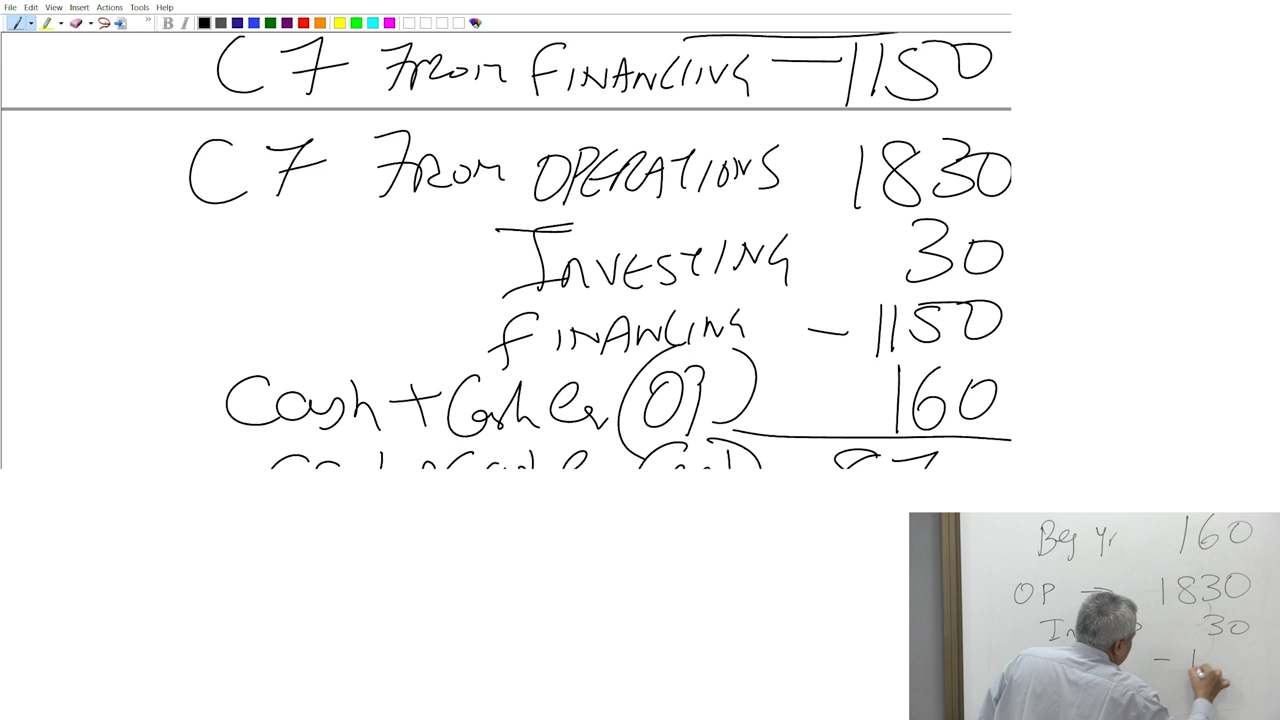 File Edit View Insert Actions Tools Help
B I
CF FROM FINANCING -1150
CF FROM OPERATIONS 1830
INVESTING 30
FINANCING -1150
Cash + Cash Eq (OP) 160
Beg Yr 160
OP → 1830
30